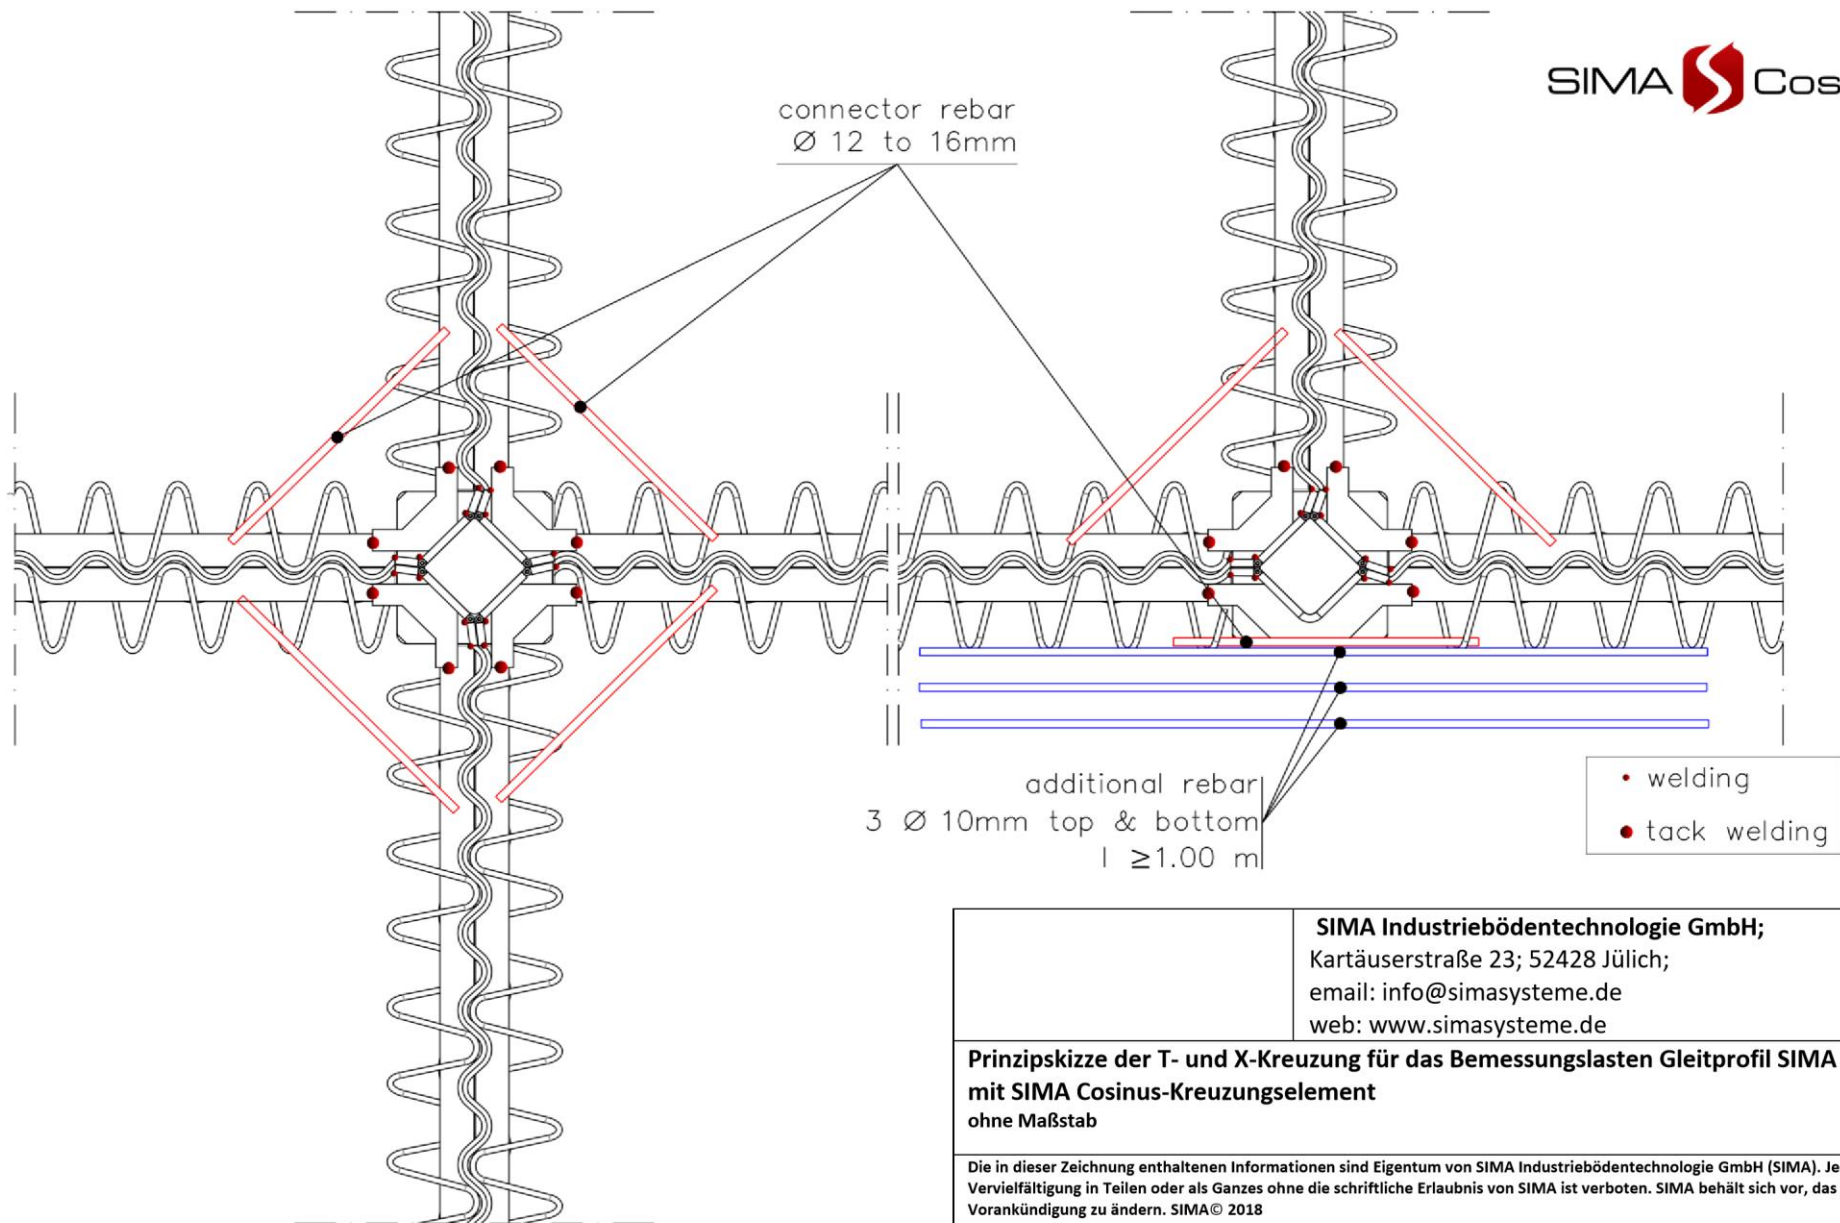 connector rebar
Ø 12 to 16mm
SIMA Cos
additional rebar
3 Ø 10mm top & bottom
l ≥1.00 m
welding
tack welding
SIMA Industriebödentechnologie GmbH;
Kartäuserstraße 23; 52428 Jülich;
email: info@simasysteme.de
web: www.simasysteme.de
Prinzipskizze der T- und X-Kreuzung für das Bemessungslasten Gleitprofil SIMA
mit SIMA Cosinus-Kreuzungselement
ohne Maßstab
Die in dieser Zeichnung enthaltenen Informationen sind Eigentum von SIMA Industriebödentechnologie GmbH (SIMA). Je
Vervielfältigung in Teilen oder als Ganzes ohne die schriftliche Erlaubnis von SIMA ist verboten. SIMA behält sich vor, das
Vorankündigung zu ändern. SIMA© 2018